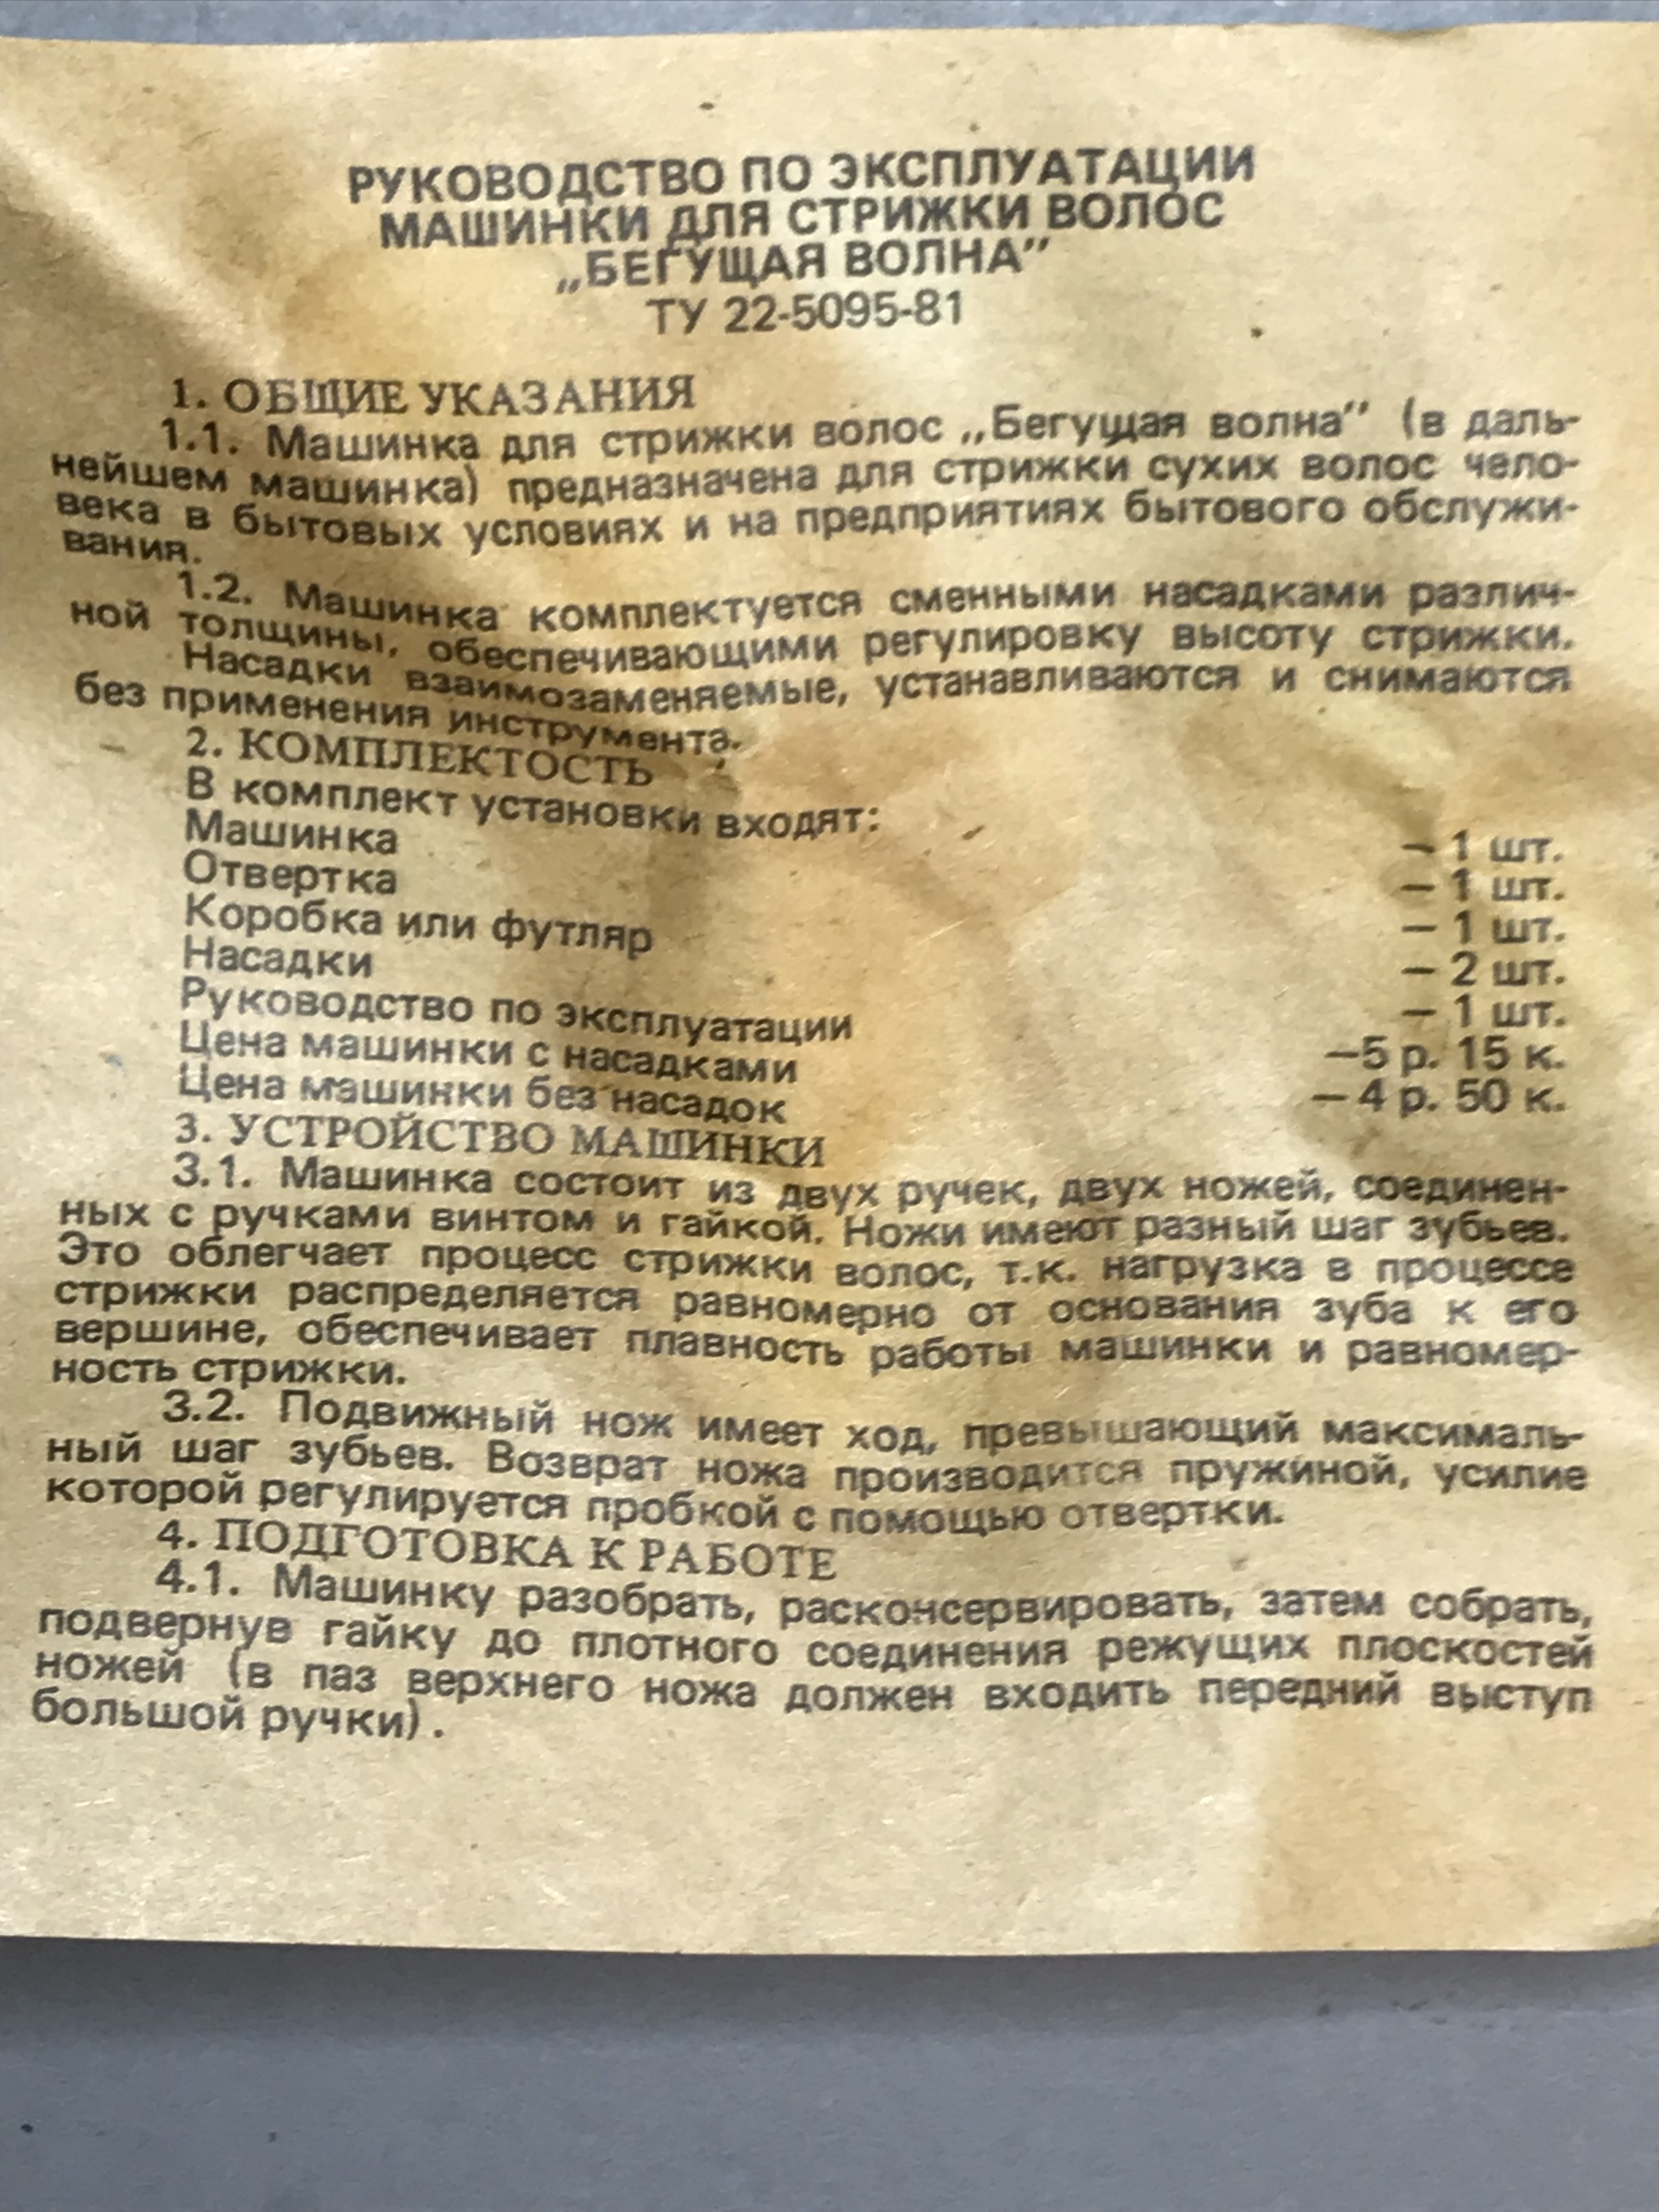 РУКОВОДСТВО ПО ЭКСПЛУАТАЦИИ
МАШИНКИ ДЛЯ СТРИЖКИ ВОЛОС
„БЕГУЩАЯ ВОЛНА”
ТУ 22-5095-81
1. ОБЩИЕ УКАЗАНИЯ
1.1. Машинка для стрижки волос „Бегущая волна” (в даль-
нейшем машинка) предназначена для стрижки сухих волос чело-
века в бытовых условиях и на предприятиях бытового обслужи-
вания.
1.2. Машинка комплектуется сменными насадками различ-
ной толщины, обеспечивающими регулировку высоту стрижки.
Насадки взаимозаменяемые, устанавливаются и снимаются
без применения инструмента.
2. КОМПЛЕКТОСТЬ
В комплект установки входят:
Машинка – 1 шт.
Отвертка – 1 шт.
Коробка или футляр – 1 шт.
Насадки – 2 шт.
Руководство по эксплуатации – 1 шт.
Цена машинки с насадками –5 р. 15 к.
Цена машинки без насадок – 4 р. 50 к.
3. УСТРОЙСТВО МАШИНКИ
3.1. Машинка состоит из двух ручек, двух ножей, соединен-
ных с ручками винтом и гайкой. Ножи имеют разный шаг зубьев.
Это облегчает процесс стрижки волос, т.к. нагрузка в процессе
стрижки распределяется равномерно от основания зуба к его
вершине, обеспечивает плавность работы машинки и равномер-
ность стрижки.
3.2. Подвижный нож имеет ход, превышающий максималь-
ный шаг зубьев. Возврат ножа производится пружиной, усилие
которой регулируется пробкой с помощью отвертки.
4. ПОДГОТОВКА К РАБОТЕ
4.1. Машинку разобрать, расконсервировать, затем собрать,
подвернув гайку до плотного соединения режущих плоскостей
ножей (в паз верхнего ножа должен входить передний выступ
большой ручки).